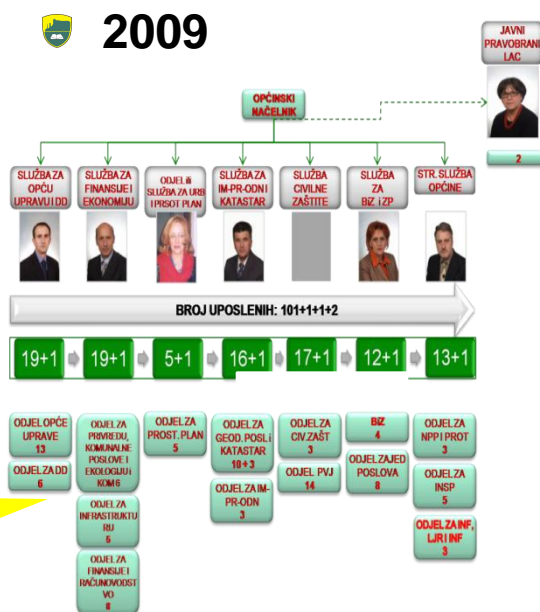 2009
JAVNI
PRAVOBRANI
LAC
2
OPĆINSKI
NAČELNIK
SLUŽBA ZA
OPĆU
UPRAVU I DD
SLUŽBA ZA
FINANSIJE I
EKONOMIJU
ODJEL ili
SLUŽBA ZA URB
I PRSOT PLAN
SLUŽBA ZA
IM-PR-ODN I
KATASTAR
SLUŽBA
CIVILNE
ZAŠTITE
SLUŽBA
ZA
BIZ I ZP
STR. SLUŽBA
OPĆINE
BROJ UPOSLENIH: 101+1+1+2
19+1
19+1
5+1
16+1
17+1
12+1
13+1
ODJEL OPĆE
UPRAVE
13
ODJEL ZA DD
6
ODJEL ZA
PRIVREDU,
KOMUNALNE
POSLOVE I
EKOLOGIJU i
KOM 6
ODJEL ZA
INFRASTRUKTU
RU
5
ODJEL ZA
FINANSIJE I
RAČUNOVODST
VO
8
ODJEL ZA
PROST. PLAN
5
ODJEL ZA
GEOD. POSL i
KATASTAR
10+3
ODJEL ZA IM-
PR-ODN
3
ODJEL ZA
CIV.ZAŠT
3
ODJEL PVJ
14
BIZ
4
ODJEL ZAJED
POSLOVA
8
ODJEL ZA
NPP I PROT
3
ODJEL ZA
INSP
5
ODJEL ZA INF,
LJR I INF
3